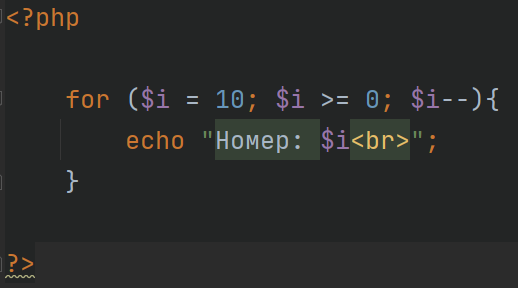 <?php
for ($i = 10; $i >= 0; $i--){
echo "Номер: $i<br>";
}
?>